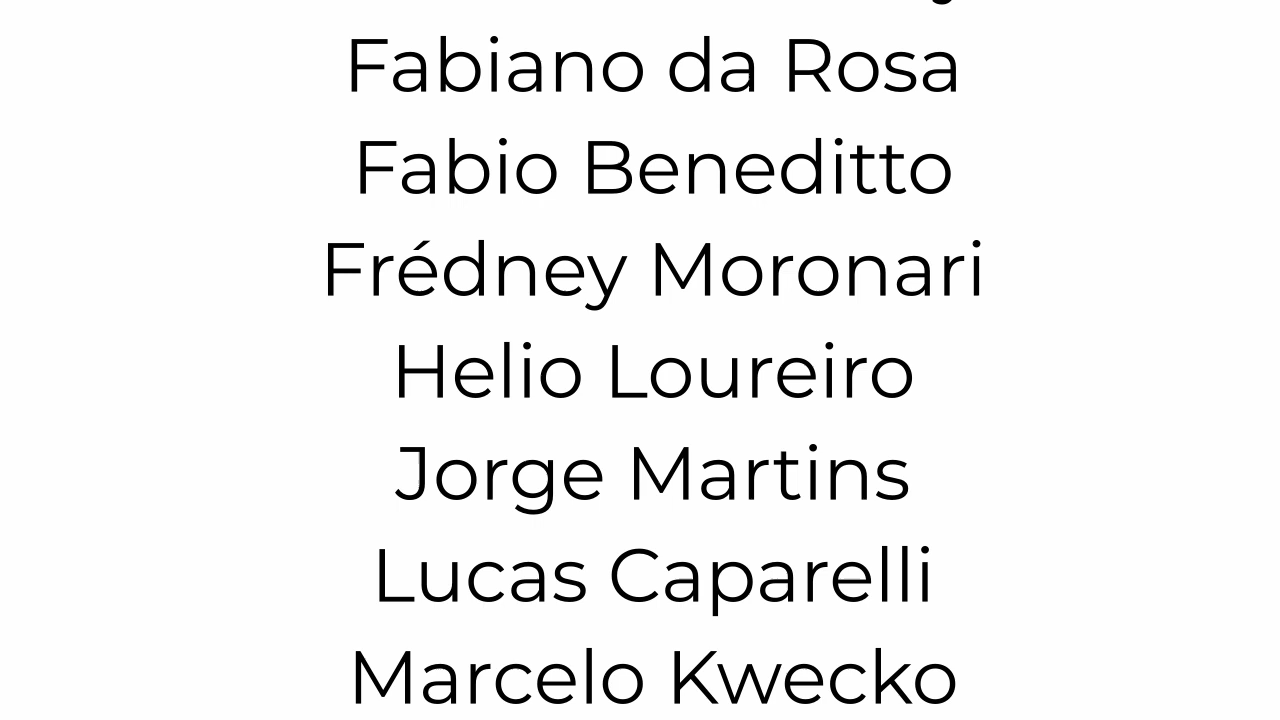 Fabiano da Rosa
Fabio Beneditto
Frédney Moronari
Helio Loureiro
Jorge Martins
Lucas Caparelli
Marcelo Kwecko